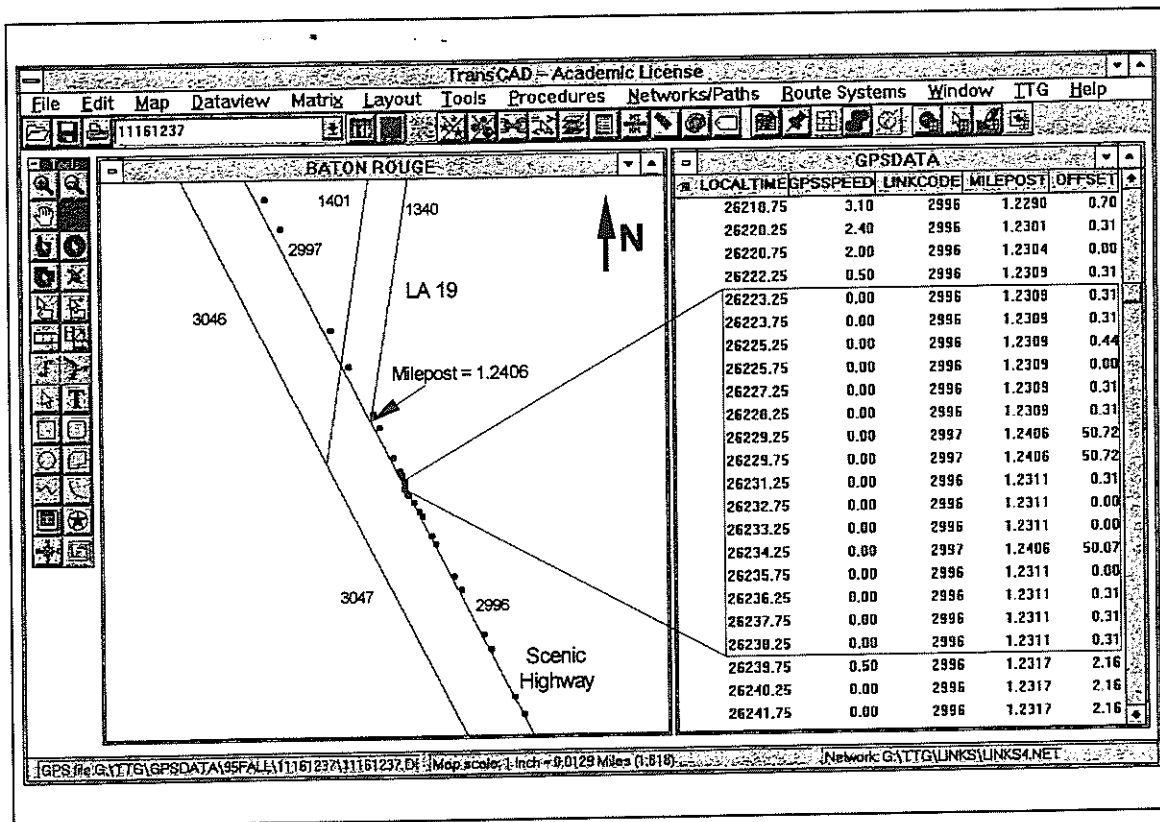 TransCAD - Academic License
File Edit Map Dataview Matrix Layout Tools Procedures Networks/Paths Route Systems Window ITG Help
11161237
BATON ROUGE
1401
1340
2997
N
LA 19
3046
Milepost = 1.2406
3047
2996
Scenic
Highway
GPSDATA
LOCALTIME GPSSPEED LINKCODE MILEPOST OFFSET
26218.75 3.10 2996 1.2290 0.70
26220.25 2.40 2996 1.2301 0.31
26220.75 2.00 2996 1.2304 0.00
26222.25 0.50 2996 1.2309 0.31
26223.25 0.00 2996 1.2309 0.31
26223.75 0.00 2996 1.2309 0.31
26225.25 0.00 2996 1.2309 0.44
26225.75 0.00 2996 1.2309 0.00
26227.25 0.00 2996 1.2309 0.31
26228.25 0.00 2996 1.2309 0.31
26229.25 0.00 2997 1.2406 50.72
26229.75 0.00 2997 1.2406 50.72
26231.25 0.00 2996 1.2311 0.31
26232.75 0.00 2996 1.2311 0.00
26233.25 0.00 2996 1.2311 0.00
26234.25 0.00 2997 1.2406 50.07
26235.75 0.00 2996 1.2311 0.00
26236.25 0.00 2996 1.2311 0.31
26237.75 0.00 2996 1.2311 0.31
26238.25 0.00 2996 1.2311 0.31
26239.75 0.50 2996 1.2317 2.16
26240.25 0.00 2996 1.2317 2.16
26241.75 0.00 2996 1.2317 2.16
GPS file:G:\TTG\GPSDATA\95FALL\11161237\11161237.DI Map scale: 1 Inch = 0.0129 Miles (1:818) Network: G:\TTG\LINKS\LINKS4.NET